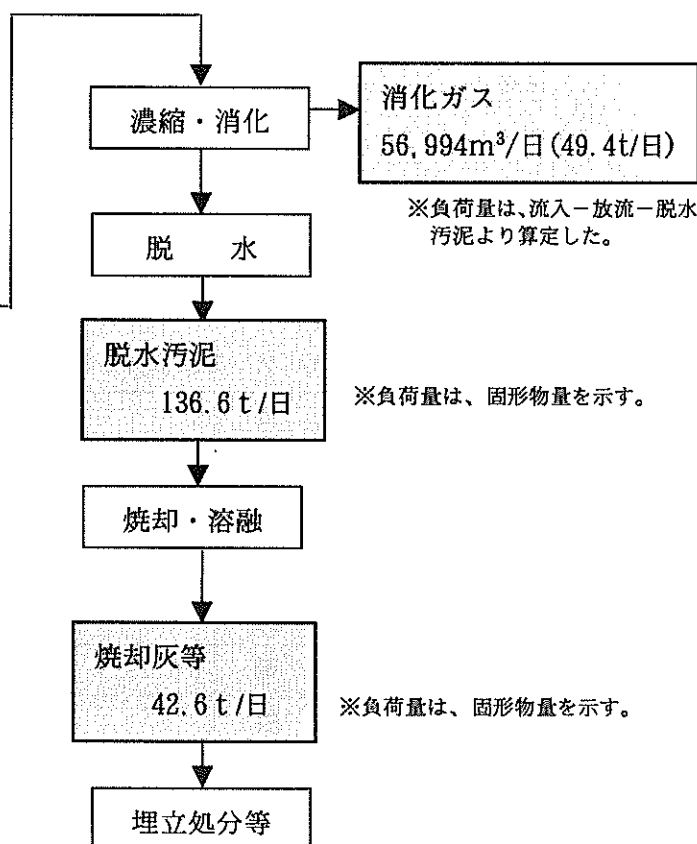 濃縮・消化
消化ガス
56,994m³/日(49.4t/日)
※負荷量は、流入－放流－脱水
汚泥より算定した。
脱　水
脱水汚泥
136.6t/日
※負荷量は、固形物量を示す。
焼却・溶融
焼却灰等
42.6t/日
※負荷量は、固形物量を示す。
埋立処分等